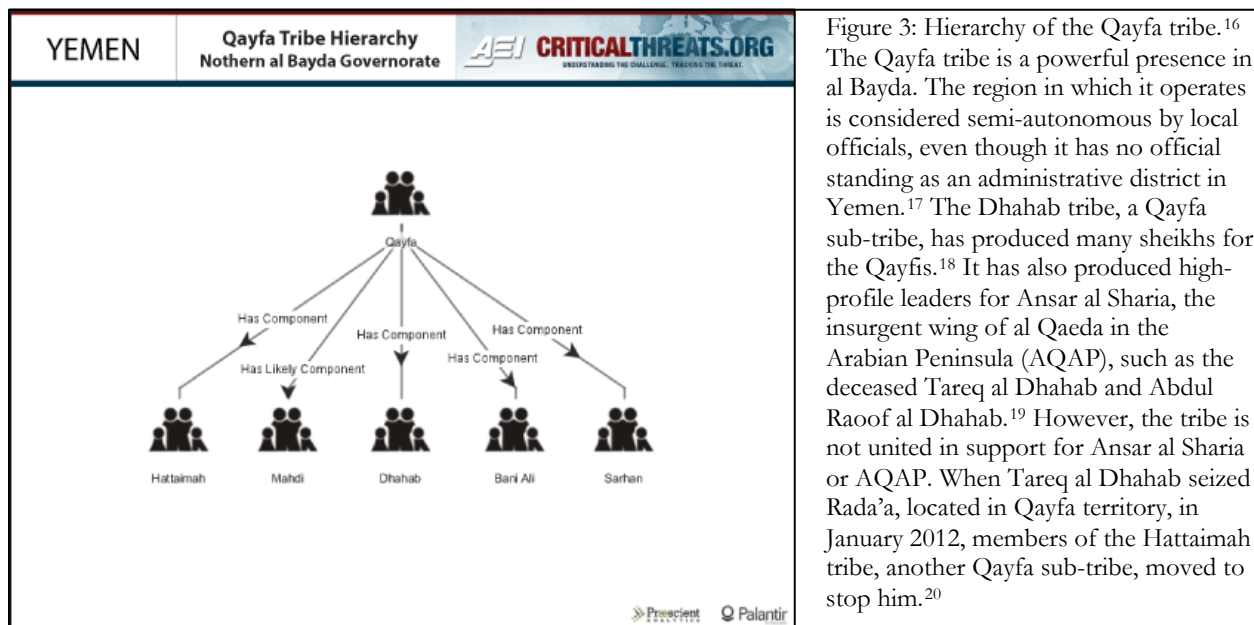 YEMEN
Qayfa Tribe Hierarchy
Nothern al Bayda Governorate
AEI CRITICALTHREATS.ORG
UNDERSTANDING THE CHALLENGE. TRACKING THE THREAT.
Qayfa
Has Component
Has Likely Component
Has Component
Has Component
Has Component
Hattaimah
Mahdi
Dhahab
Bani Ali
Sarhan
Praescient
ANALYTICS
Palantir
Figure 3: Hierarchy of the Qayfa tribe.16
The Qayfa tribe is a powerful presence in
al Bayda. The region in which it operates
is considered semi-autonomous by local
officials, even though it has no official
standing as an administrative district in
Yemen.17 The Dhahab tribe, a Qayfa
sub-tribe, has produced many sheikhs for
the Qayfis.18 It has also produced high-
profile leaders for Ansar al Sharia, the
insurgent wing of al Qaeda in the
Arabian Peninsula (AQAP), such as the
deceased Tareq al Dhahab and Abdul
Raoof al Dhahab.19 However, the tribe is
not united in support for Ansar al Sharia
or AQAP. When Tareq al Dhahab seized
Rada’a, located in Qayfa territory, in
January 2012, members of the Hattaimah
tribe, another Qayfa sub-tribe, moved to
stop him.20